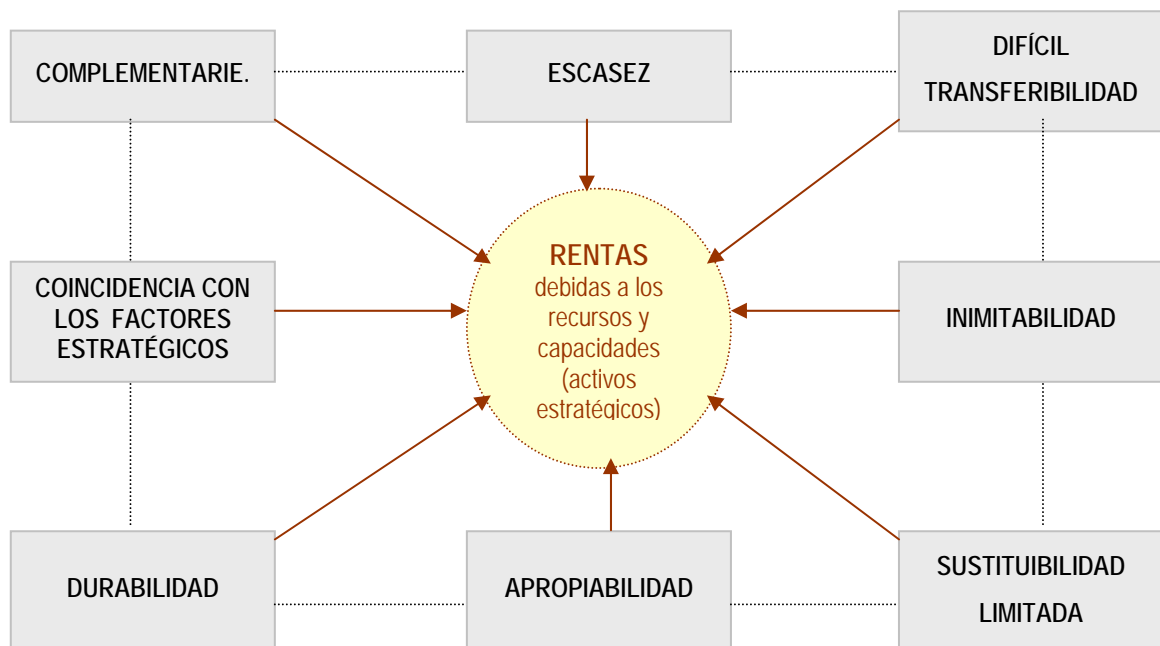 COMPLEMENTARIE.
ESCASEZ
DIFÍCIL
TRANSFERIBILIDAD
RENTAS
debidas a los
recursos y
capacidades
(activos
estratégicos)
COINCIDENCIA CON
LOS FACTORES
ESTRATÉGICOS
INIMITABILIDAD
DURABILIDAD
APROPIABILIDAD
SUSTITUIBILIDAD
LIMITADA